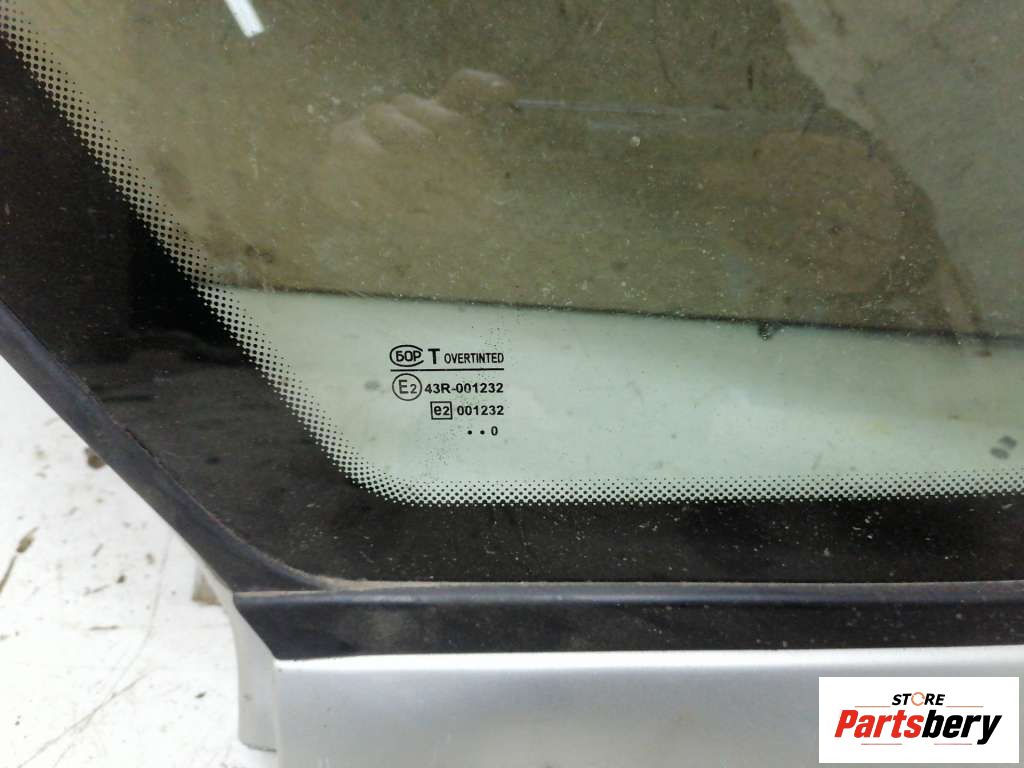 БОР T OVERTINTED
E2 43R-001232
e2 001232
• • 0
STORE
Partsbery